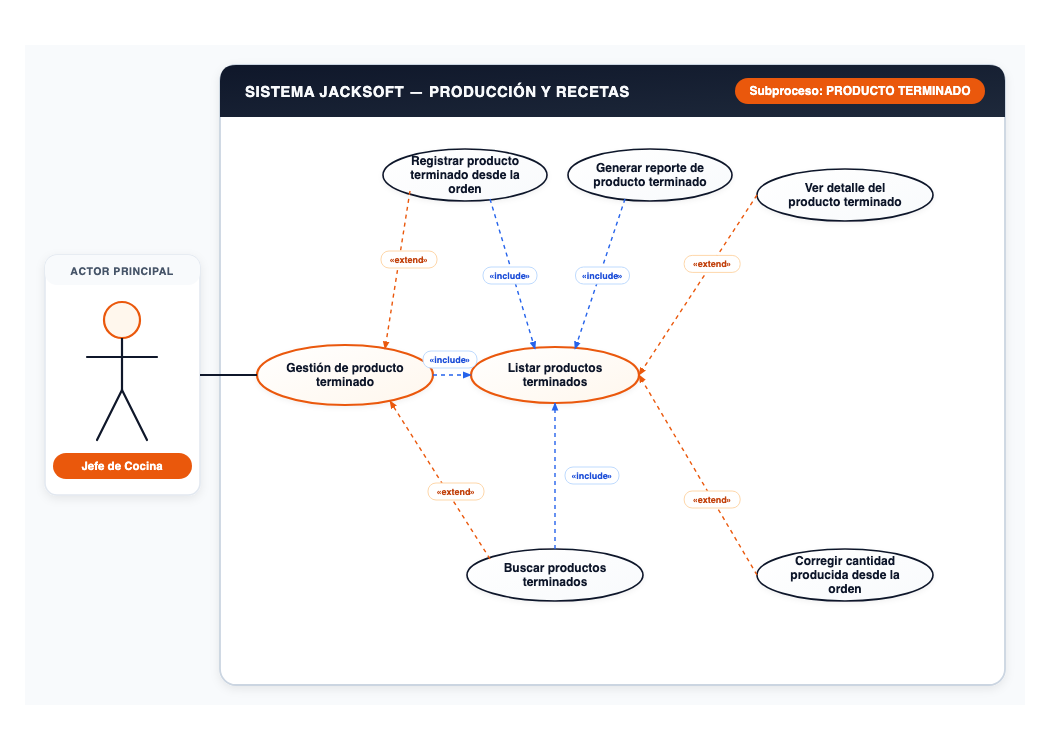 SISTEMA JACKSOFT — PRODUCCIÓN Y RECETAS
Subproceso: PRODUCTO TERMINADO
Registrar producto
terminado desde la
orden
Generar reporte de
producto terminado
Ver detalle del
producto terminado
«extend»
«include»
«include»
«extend»
ACTOR PRINCIPAL
Jefe de Cocina
Gestión de producto
terminado
«include»
Listar productos
terminados
«extend»
«include»
«extend»
Buscar productos
terminados
Corregir cantidad
producida desde la
orden